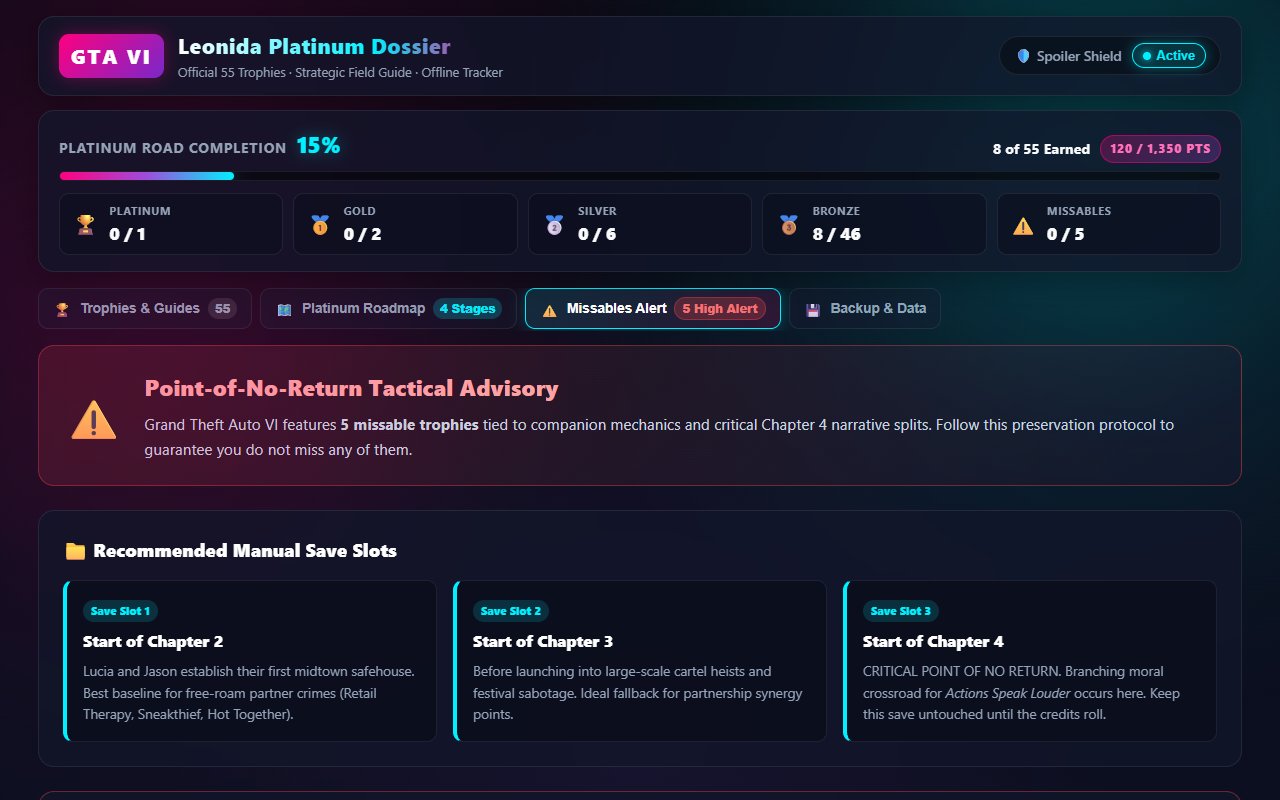 GTA VI
Leonida Platinum Dossier
Official 55 Trophies · Strategic Field Guide · Offline Tracker
Spoiler Shield
Active
PLATINUM ROAD COMPLETION 15%
8 of 55 Earned
120 / 1,350 PTS
PLATINUM
0 / 1
GOLD
0 / 2
SILVER
0 / 6
BRONZE
8 / 46
MISSABLES
0 / 5
Trophies & Guides 55
Platinum Roadmap 4 Stages
Missables Alert 5 High Alert
Backup & Data
Point-of-No-Return Tactical Advisory
Grand Theft Auto VI features 5 missable trophies tied to companion mechanics and critical Chapter 4 narrative splits. Follow this preservation protocol to
guarantee you do not miss any of them.
Recommended Manual Save Slots
Save Slot 1
Start of Chapter 2
Lucia and Jason establish their first midtown safehouse.
Best baseline for free-roam partner crimes (Retail
Therapy, Sneakthief, Hot Together).
Save Slot 2
Start of Chapter 3
Before launching into large-scale cartel heists and
festival sabotage. Ideal fallback for partnership synergy
points.
Save Slot 3
Start of Chapter 4
CRITICAL POINT OF NO RETURN. Branching moral
crossroad for Actions Speak Louder occurs here. Keep
this save untouched until the credits roll.